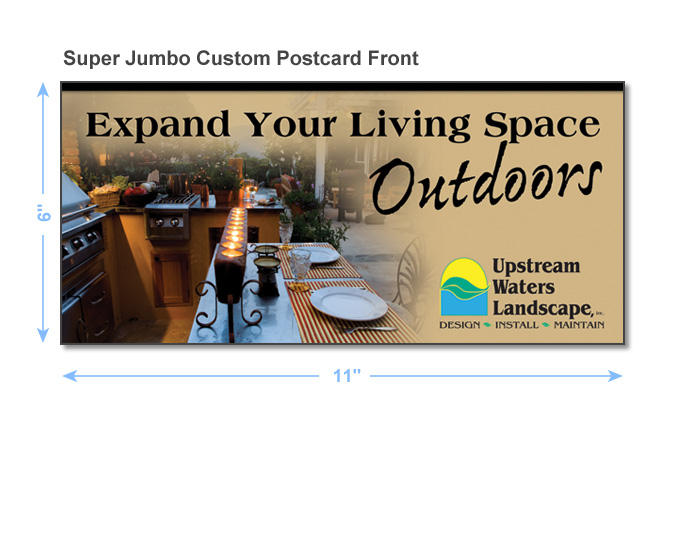 Super Jumbo Custom Postcard Front
Expand Your Living Space
Outdoors
6"
Upstream
Waters
Landscape, inc.
DESIGN INSTALL MAINTAIN
11"